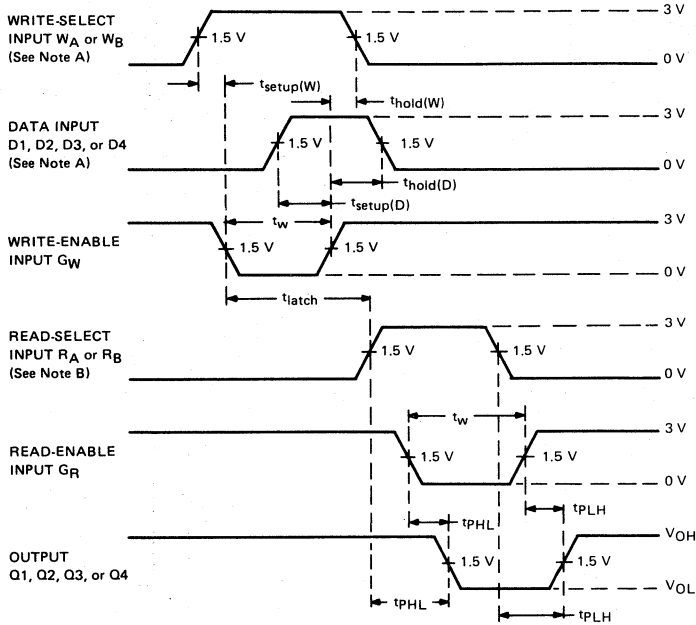 WRITE-SELECT
INPUT WA or WB
(See Note A)
1.5 V
1.5 V
3 V
0 V
tsetup(W)
thold(W)
DATA INPUT
D1, D2, D3, or D4
(See Note A)
1.5 V
1.5 V
3 V
0 V
thold(D)
tsetup(D)
WRITE-ENABLE
INPUT GW
tw
1.5 V
1.5 V
3 V
0 V
tlatch
READ-SELECT
INPUT RA or RB
(See Note B)
1.5 V
1.5 V
3 V
0 V
READ-ENABLE
INPUT GR
tw
1.5 V
1.5 V
3 V
0 V
tPHL
tPLH
OUTPUT
Q1, Q2, Q3, or Q4
1.5 V
1.5 V
VOH
VOL
tPHL
tPLH